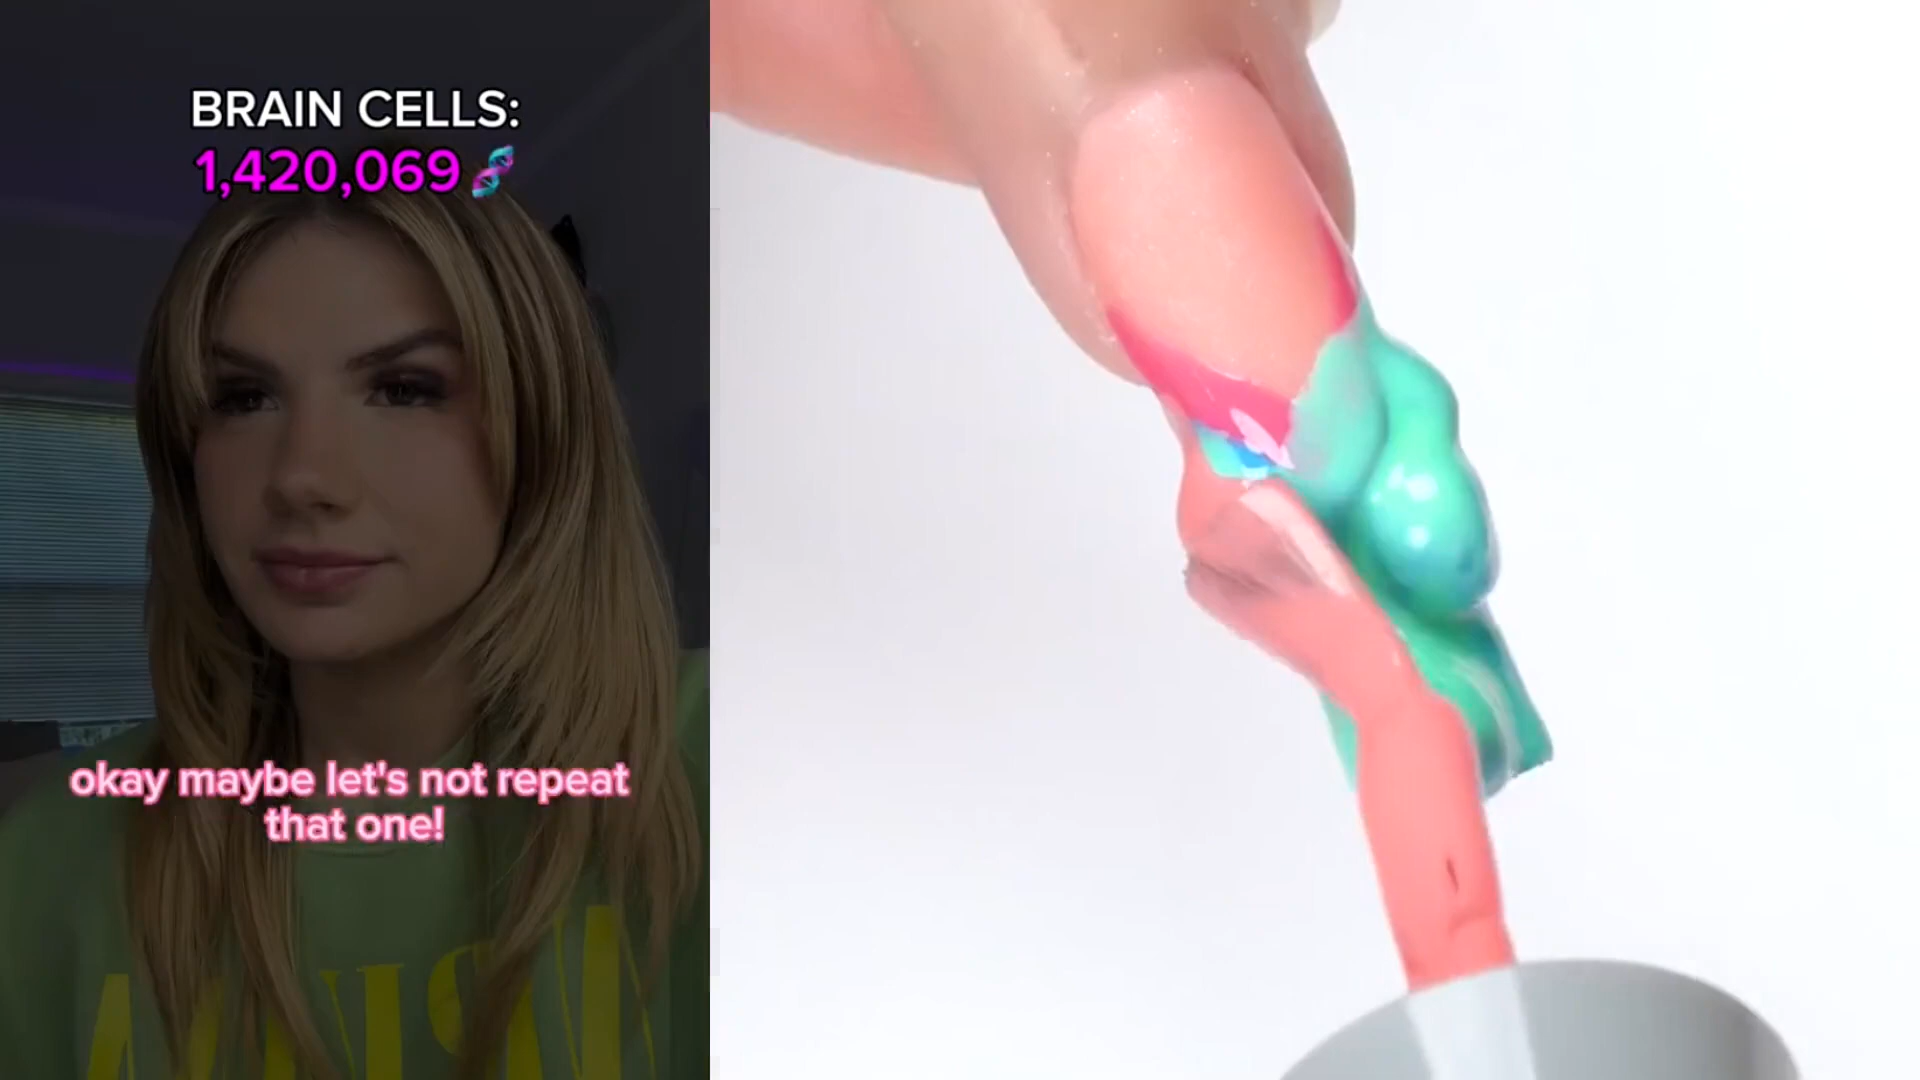 BRAIN CELLS:
1,420,069 🧬
okay maybe let's not repeat
that one!